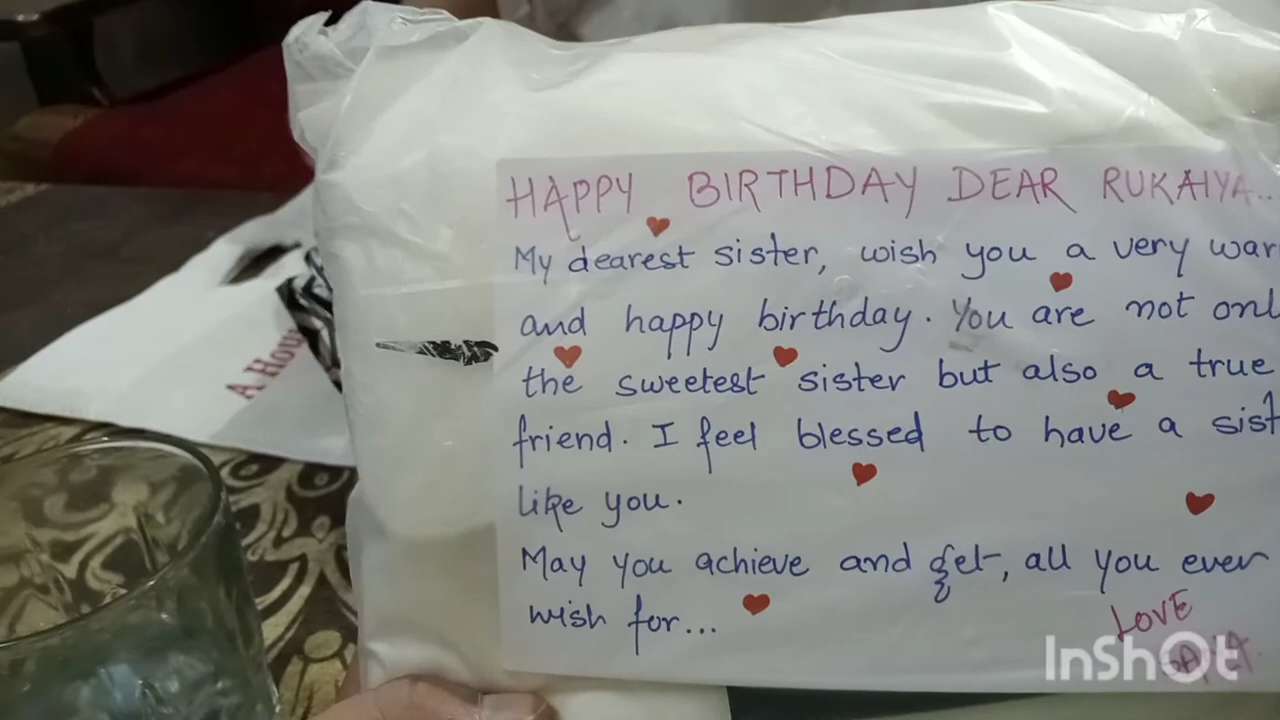 HAPPY BIRTHDAY DEAR RUKAIYA..
My dearest sister, wish you a very war
and happy birthday. You are not onl
the sweetest sister but also a true
friend. I feel blessed to have a sist
like you.
May you achieve and get, all you ever
wish for...
LOVE
A Hou
InShOt